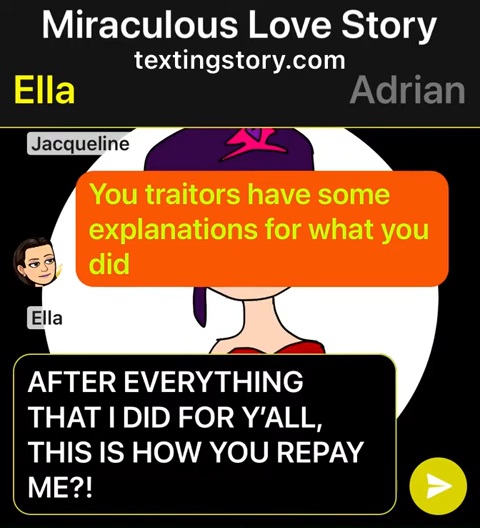 Miraculous Love Story
textingstory.com
Ella
Adrian
Jacqueline
You traitors have some
explanations for what you
did
Ella
AFTER EVERYTHING
THAT I DID FOR Y'ALL,
THIS IS HOW YOU REPAY
ME?!